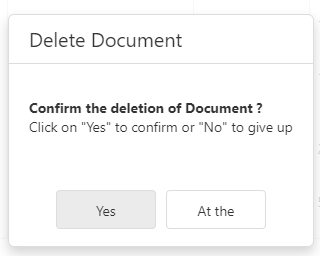 Delete Document
Confirm the deletion of Document ?
Click on "Yes" to confirm or "No" to give up
Yes
At the